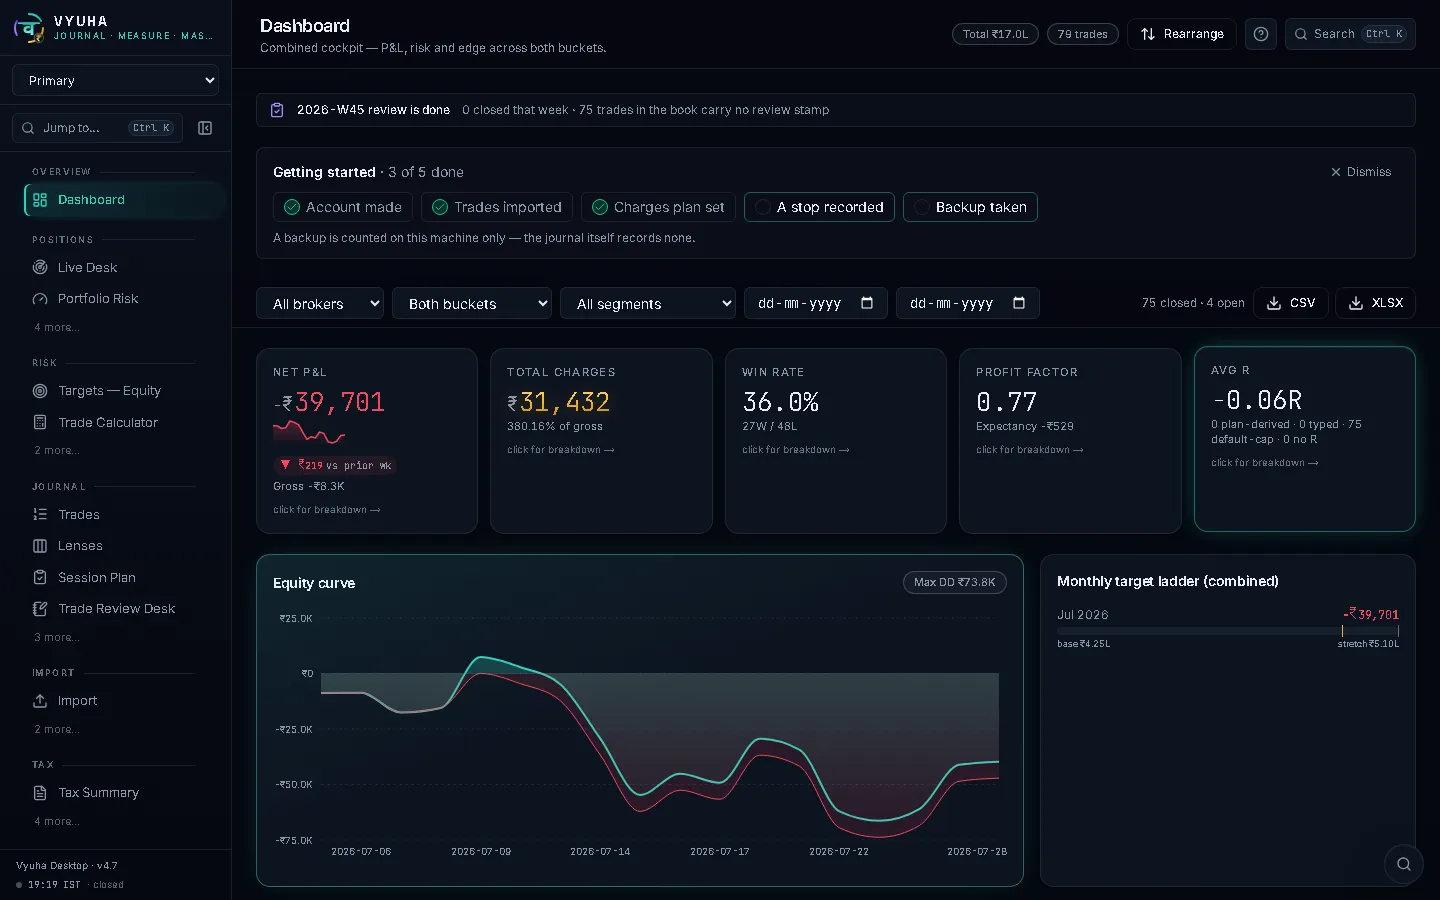 व
VYUHA
JOURNAL · MEASURE · MAS…
Primary
Jump to... Ctrl K
OVERVIEW
Dashboard
POSITIONS
Live Desk
Portfolio Risk
4 more...
RISK
Targets — Equity
Trade Calculator
2 more...
JOURNAL
Trades
Lenses
Session Plan
Trade Review Desk
3 more...
IMPORT
Import
2 more...
TAX
Tax Summary
4 more...
Vyuha Desktop · v4.7
19:19 IST · closed
Dashboard
Combined cockpit — P&L, risk and edge across both buckets.
Total ₹17.0L
79 trades
Rearrange
Search Ctrl K
2026-W45 review is done 0 closed that week · 75 trades in the book carry no review stamp
Getting started · 3 of 5 done
Dismiss
Account made
Trades imported
Charges plan set
A stop recorded
Backup taken
A backup is counted on this machine only — the journal itself records none.
All brokers
Both buckets
All segments
dd-mm-yyyy
dd-mm-yyyy
75 closed · 4 open
CSV
XLSX
NET P&L
-₹39,701
▼ ₹219 vs prior wk
Gross -₹8.3K
click for breakdown →
TOTAL CHARGES
₹31,432
380.16% of gross
click for breakdown →
WIN RATE
36.0%
27W / 48L
click for breakdown →
PROFIT FACTOR
0.77
Expectancy -₹529
click for breakdown →
AVG R
-0.06R
0 plan-derived · 0 typed · 75
default-cap · 0 no R
click for breakdown →
Equity curve
Max DD ₹73.8K
₹25.0K
₹0
-₹25.0K
-₹50.0K
-₹75.0K
2026-07-06
2026-07-09
2026-07-14
2026-07-17
2026-07-22
2026-07-28
Monthly target ladder (combined)
Jul 2026
-₹39,701
base ₹4.25L
stretch ₹5.10L